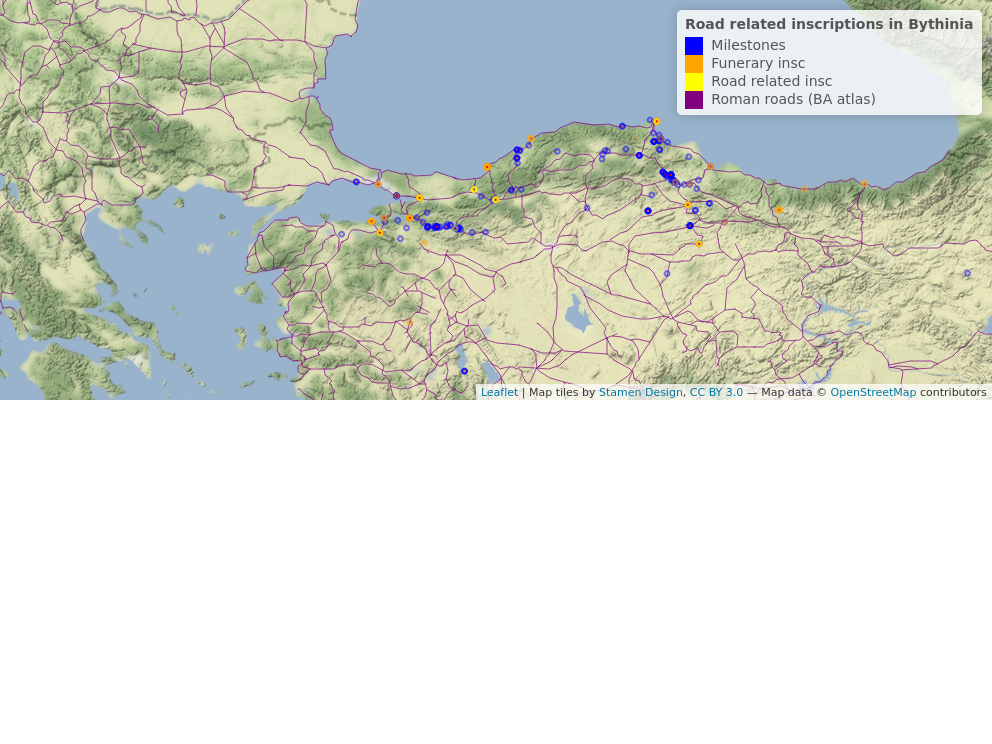 Road related inscriptions in Bythinia
Milestones
Funerary insc
Road related insc
Roman roads (BA atlas)
Leaflet | Map tiles by Stamen Design, CC BY 3.0 — Map data © OpenStreetMap contributors